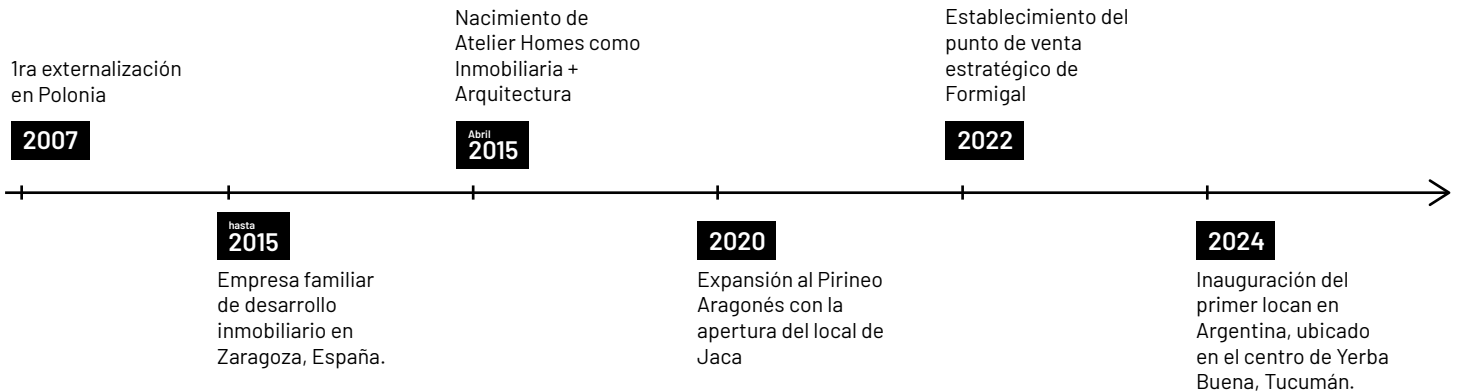 1ra externalización
en Polonia
2007
hasta
2015
Empresa familiar
de desarrollo
inmobiliario en
Zaragoza, España.
Nacimiento de
Atelier Homes como
Inmobiliaria +
Arquitectura
Abril
2015
2020
Expansión al Pirineo
Aragonés con la
apertura del local de
Jaca
Establecimiento del
punto de venta
estratégico de
Formigal
2022
2024
Inauguración del
primer locan en
Argentina, ubicado
en el centro de Yerba
Buena, Tucumán.